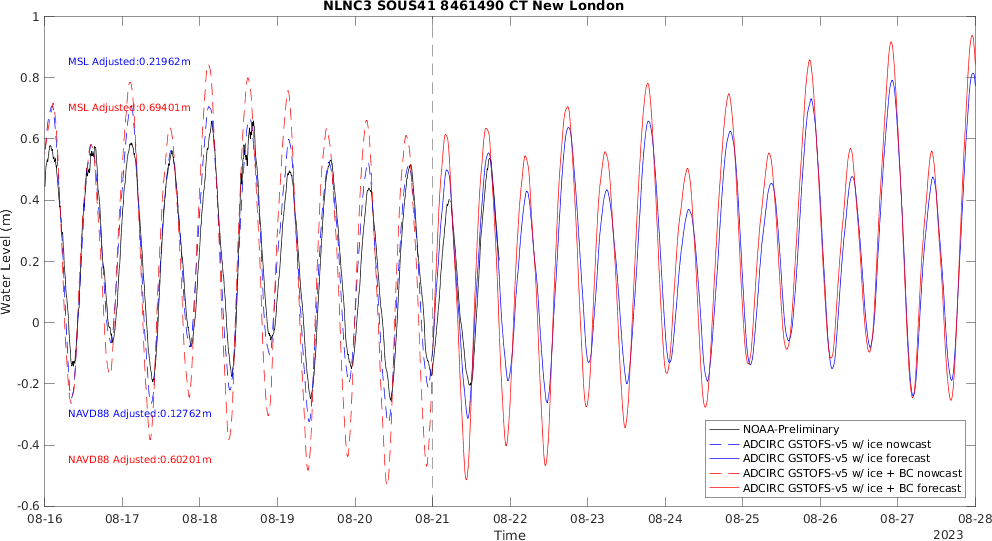 NLNC3 SOUS41 8461490 CT New London
1
0.8
0.6
0.4
0.2
0
-0.2
-0.4
-0.6
Water Level (m)
MSL Adjusted:0.21962m
MSL Adjusted:0.69401m
NAVD88 Adjusted:0.12762m
NAVD88 Adjusted:0.60201m
NOAA-Preliminary
ADCIRC GSTOFS-v5 w/ ice nowcast
ADCIRC GSTOFS-v5 w/ ice forecast
ADCIRC GSTOFS-v5 w/ ice + BC nowcast
ADCIRC GSTOFS-v5 w/ ice + BC forecast
08-16 08-17 08-18 08-19 08-20 08-21 08-22 08-23 08-24 08-25 08-26 08-27 08-28
Time
2023